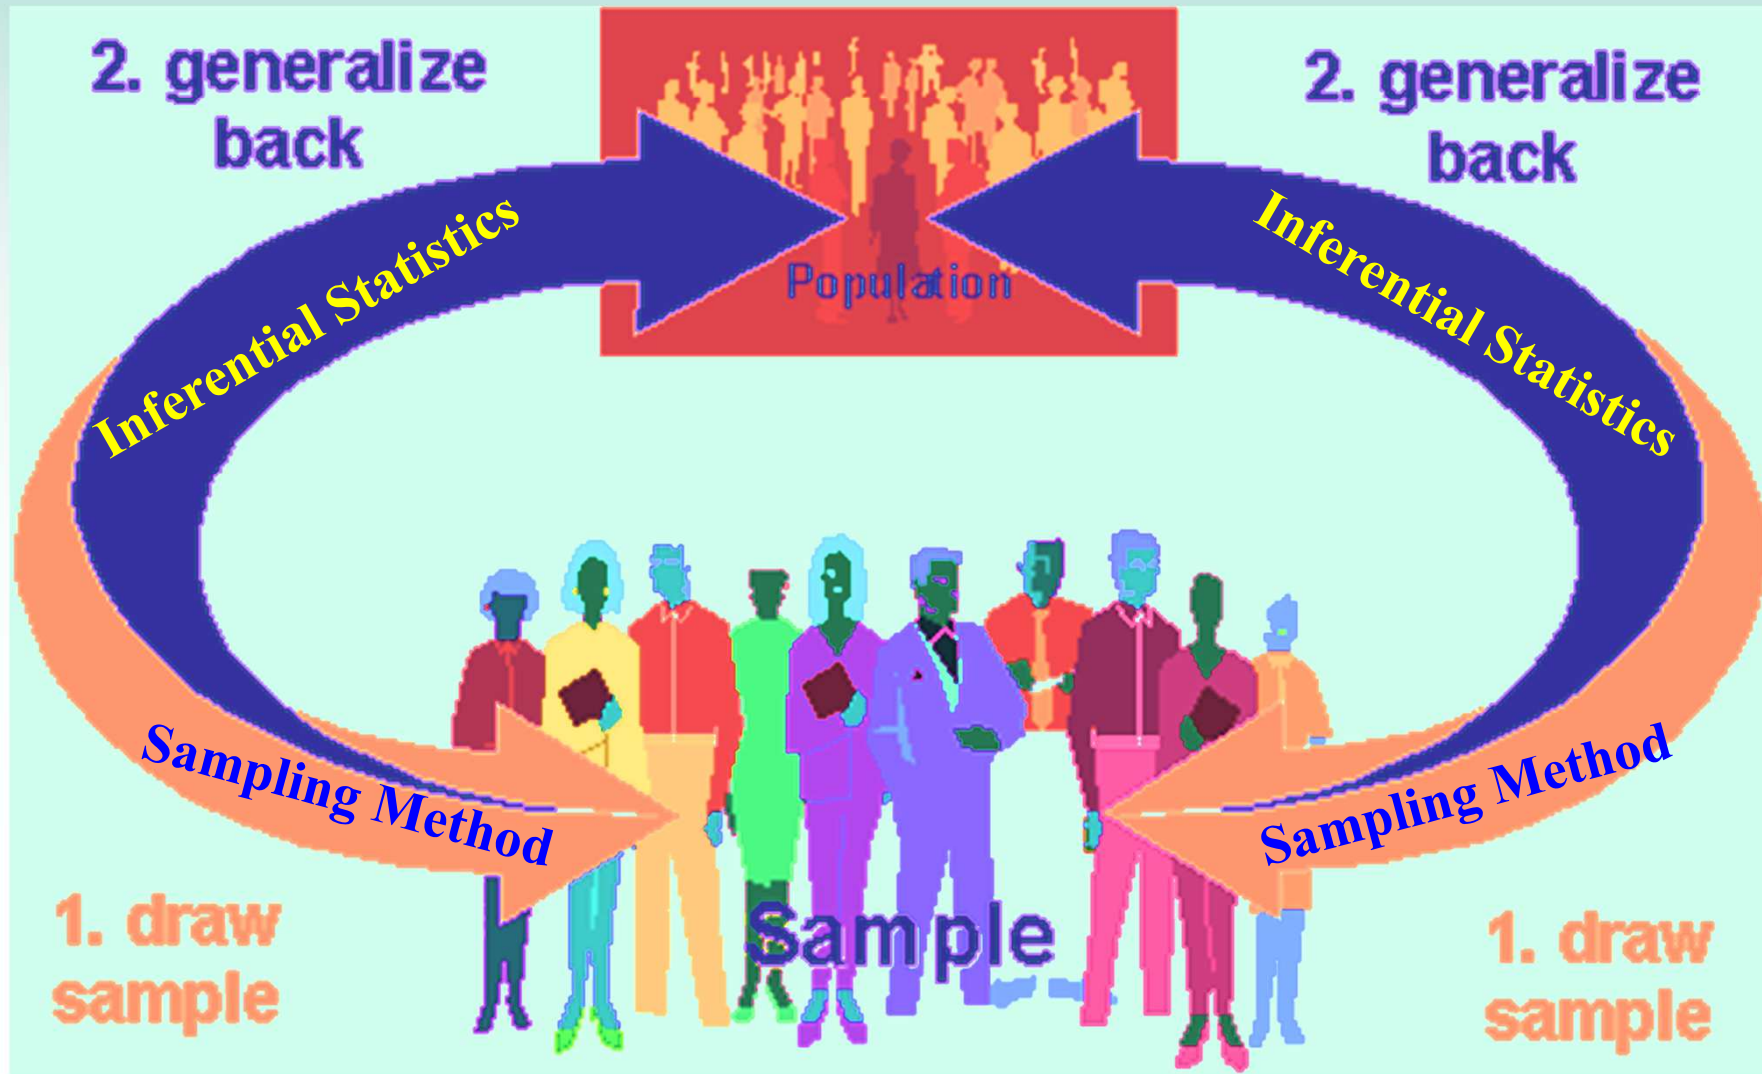 2. generalize
back
2. generalize
back
Inferential Statistics
Inferential Statistics
Population
Sampling Method
Sampling Method
1. draw
sample
Sample
1. draw
sample